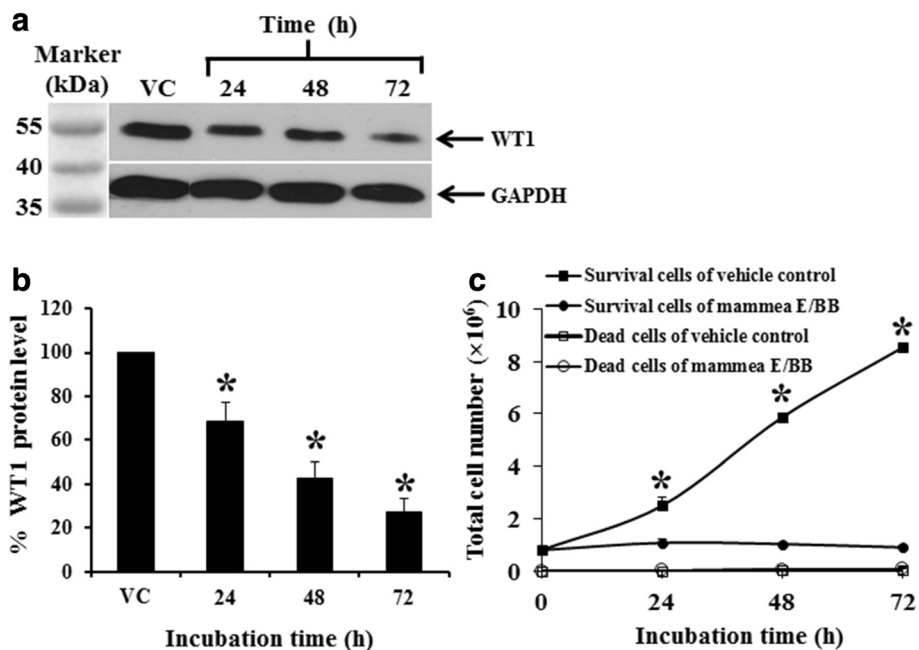 a
Time (h)
Marker
(kDa)
VC 24 48 72
55
WT1
40
GAPDH
35
b
% WT1 protein level
120
100
80
60
40
20
0
* * *
VC 24 48 72
Incubation time (h)
c
Survival cells of vehicle control
Survival cells of mammea E/BB
Dead cells of vehicle control
Dead cells of mammea E/BB
Total cell number (×10⁶)
10
8
6
4
2
0
* * *
0 24 48 72
Incubation time (h)